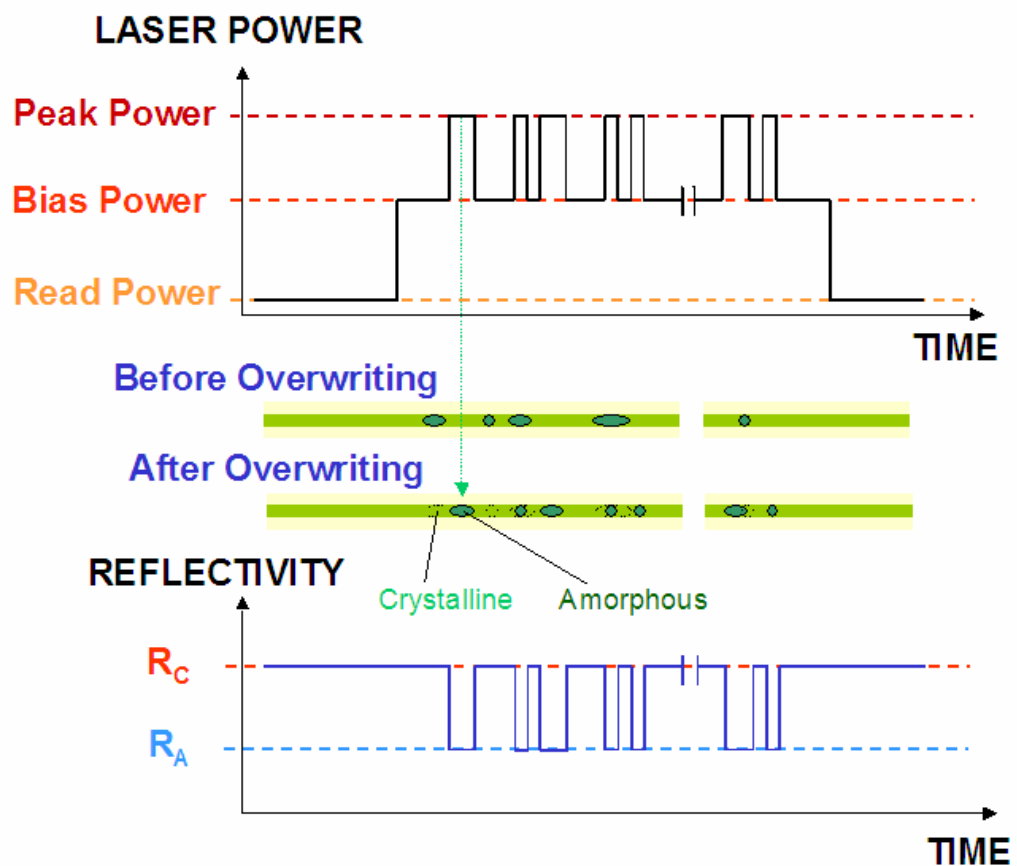 LASER POWER
Peak Power
Bias Power
Read Power
TIME
Before Overwriting
After Overwriting
REFLECTIVITY
Crystalline Amorphous
RC
RA
TIME